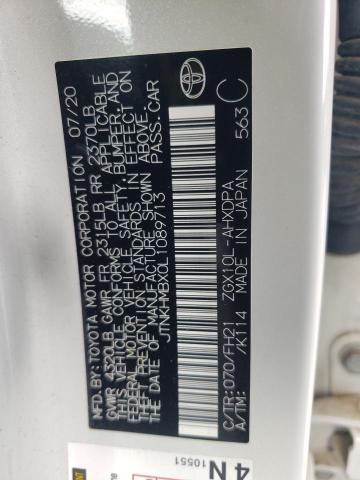 MFD.BY: TOYOTA MOTOR CORPORATION 07/20
GVWR 4320LB GAWR FR 2315LB RR 2370LB
THIS VEHICLE CONFORMS TO ALL APPLICABLE
FEDERAL MOTOR VEHICLE SAFETY, BUMPER, AND
THEFT PREVENTION STANDARDS IN EFFECT ON
THE DATE OF MANUFACTURE SHOWN ABOVE.
JTNKHMBX0L1089713 PASS.CAR
C/TR:070/FH21 ZGX10L-AHXGPA
A/TM: /K114 MADE IN JAPAN 563
C
4 N
10551